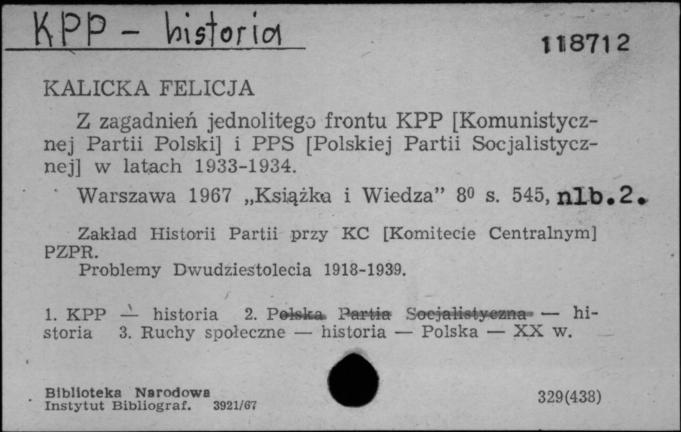 KPP - historia
118712
KALICKA FELICJA
Z zagadnień jednolitego frontu KPP [Komunistycz-
nej Partii Polski] i PPS [Polskiej Partii Socjalistycz-
nej] w latach 1933-1934.
Warszawa 1967 „Książka i Wiedza” 8⁰ s. 545, nlb.2.
Zakład Historii Partii przy KC [Komitecie Centralnym]
PZPR.
Problemy Dwudziestolecia 1918-1939.
1. KPP — historia 2. Polska Partia Socjalistyczna — hi-
storia 3. Ruchy społeczne — historia — Polska — XX w.
Biblioteka Narodowa
Instytut Bibliograf. 3921/67
329(438)